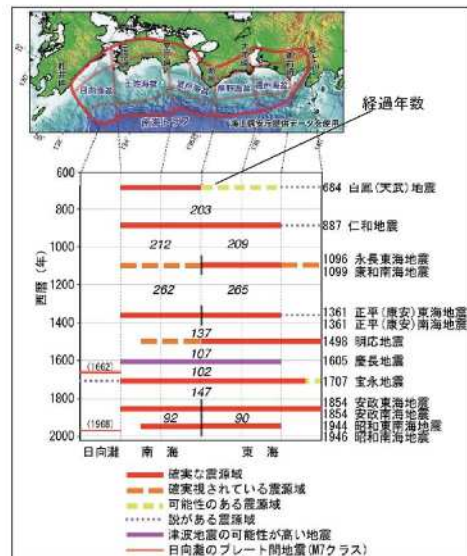 日向海盆
土佐海盆
室戸海盆
熊野海盆
遠州海盆
南海トラフ
海上保安庁提供データを使用
経過年数
西暦(年)
600
684 白鳳(天武)地震
203
800
887 仁和地震
212
209
1000
1096 永長東海地震
1099 康和南海地震
262
265
1200
1361 正平(康安)東海地震
1361 正平(康安)南海地震
1400
137
1498 明応地震
107
1605 慶長地震
1600
102
(1662)
1707 宝永地震
147
1800
1854 安政東海地震
1854 安政南海地震
92
90
1944 昭和東南海地震
1946 昭和南海地震
(1968)
2000
日向灘
南海
東海
確実な震源域
確実視されている震源域
可能性のある震源域
説がある震源域
津波地震の可能性が高い地震
日向灘のプレート間地震(M7クラス)